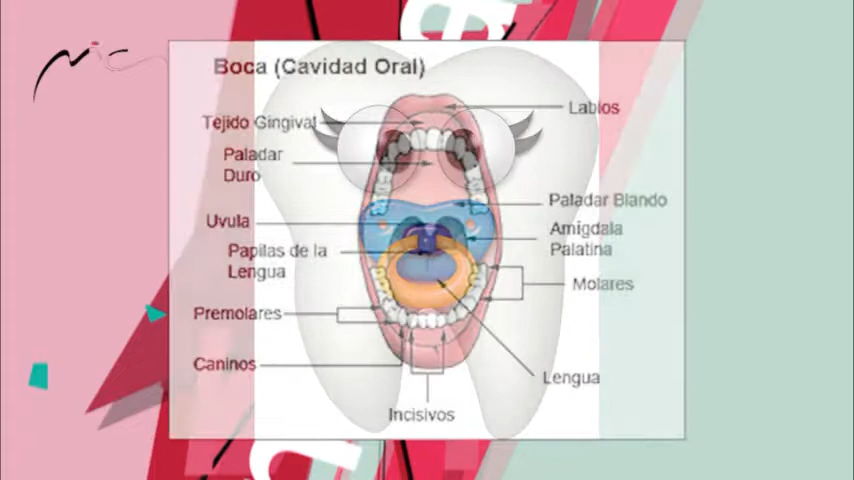 Boca (Cavidad Oral)
Labios
Tejido Gingival
Paladar
Duro
Paladar Blando
Uvula
Amígdala
Palatina
Papilas de la
Lengua
Molares
Premolares
Caninos
Lengua
Incisivos